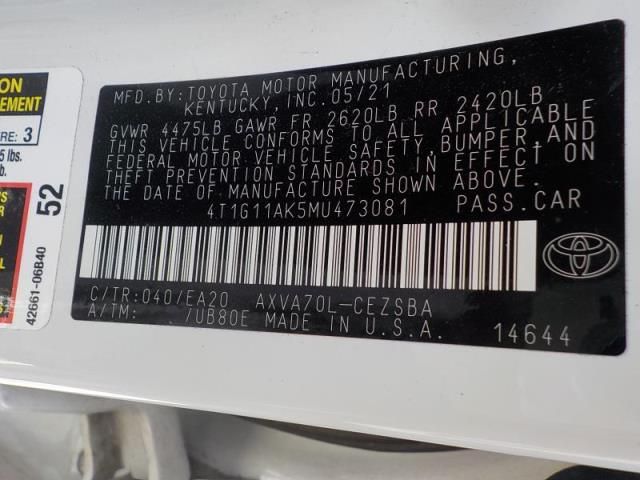 MFD.BY:TOYOTA MOTOR MANUFACTURING,
KENTUCKY, INC.05/21
GVWR 4475LB GAWR FR 2620LB RR 2420LB
THIS VEHICLE CONFORMS TO ALL APPLICABLE
FEDERAL MOTOR VEHICLE SAFETY, BUMPER, AND
THEFT PREVENTION STANDARDS IN EFFECT ON
THE DATE OF MANUFACTURE SHOWN ABOVE.
4T1G11AK5MU473081 PASS.CAR
C/TR:040/EA20 AXVA70L-CEZSBA
A/TM: /UB80E MADE IN U.S.A.
14644
ION
EMENT
RE: 3
5 lbs.
b.
52
42661-06B40